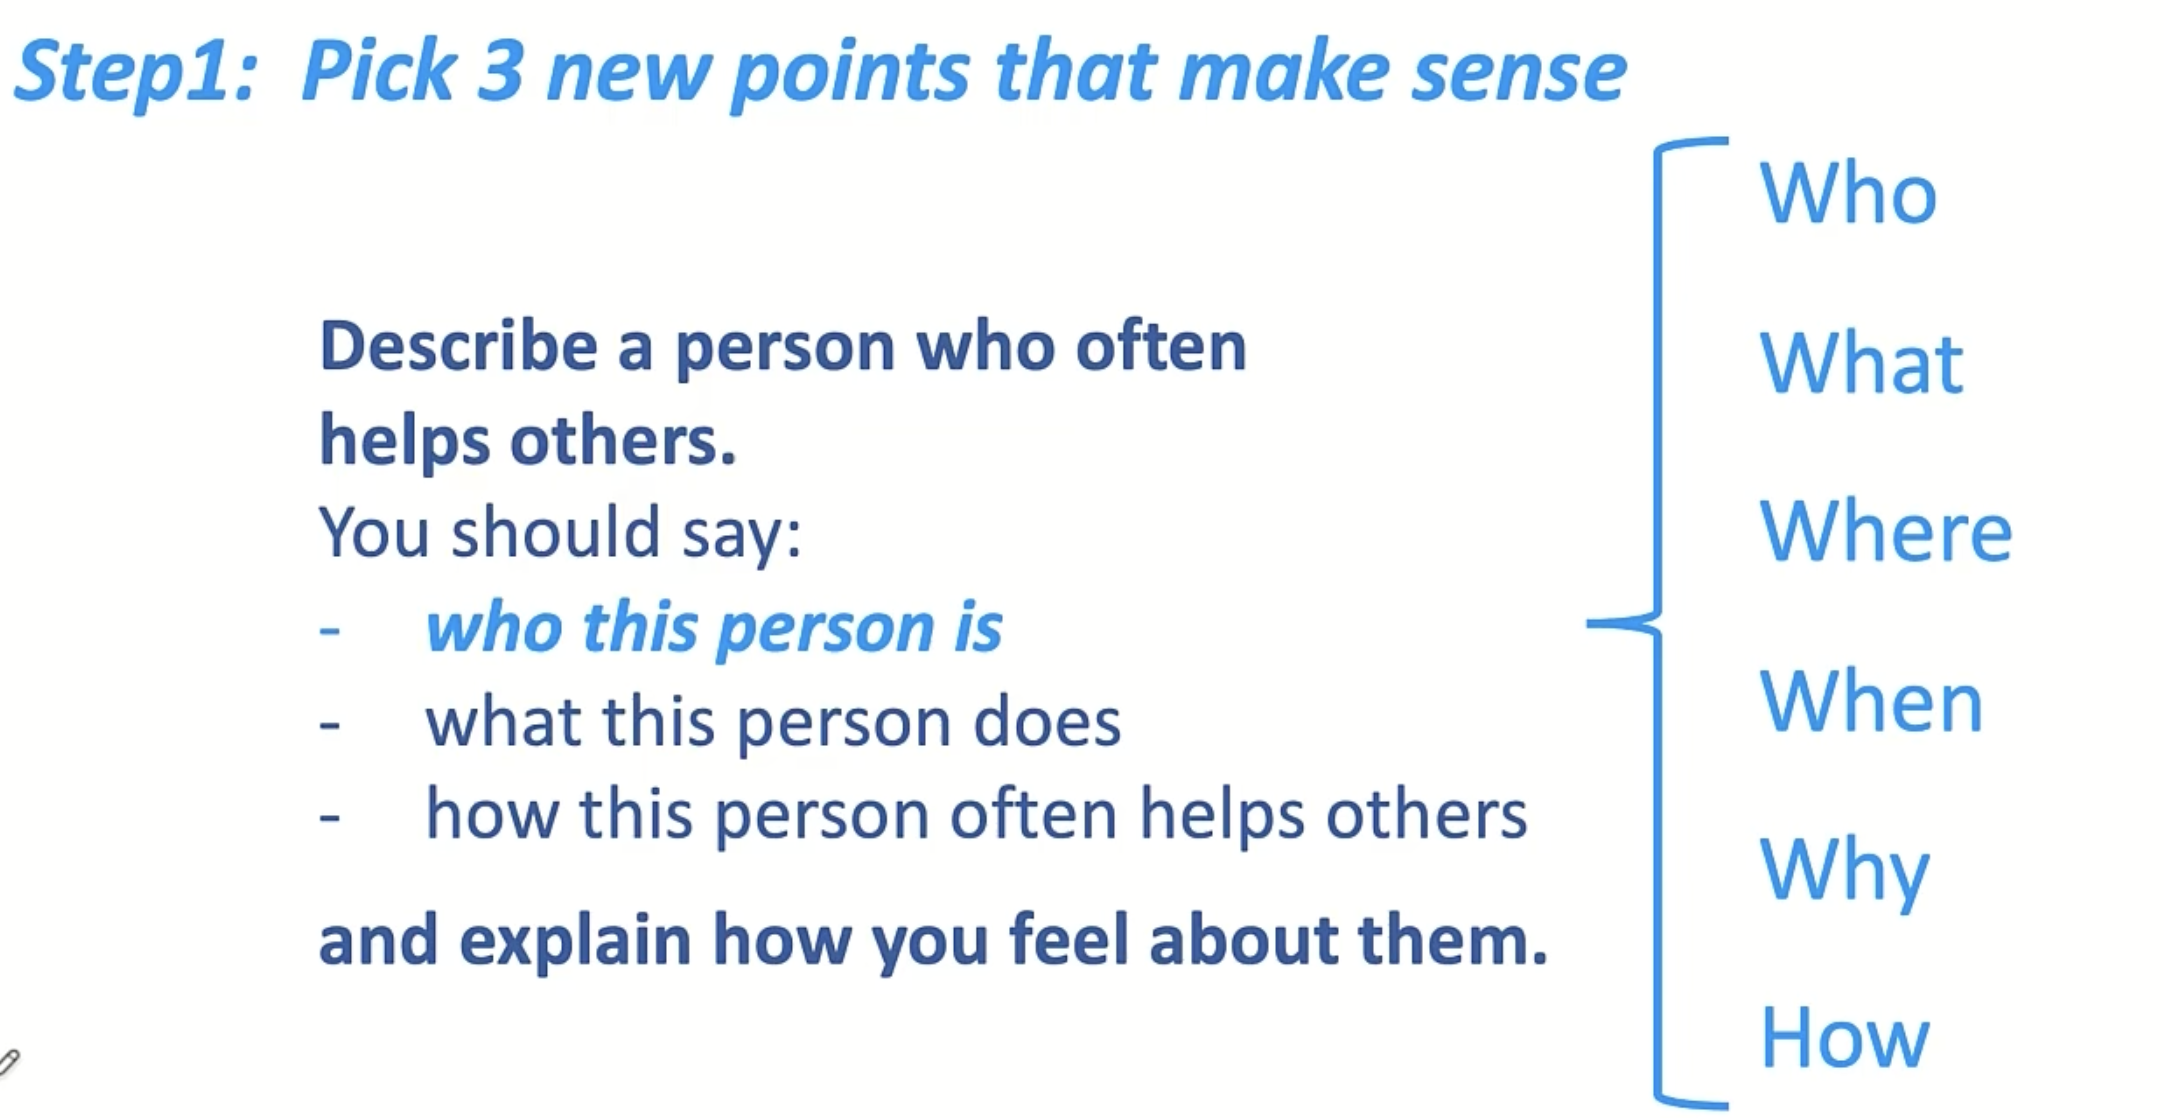 Step1: Pick 3 new points that make sense
Describe a person who often
helps others.
You should say:
- who this person is
- what this person does
- how this person often helps others
and explain how you feel about them.
Who
What
Where
When
Why
How